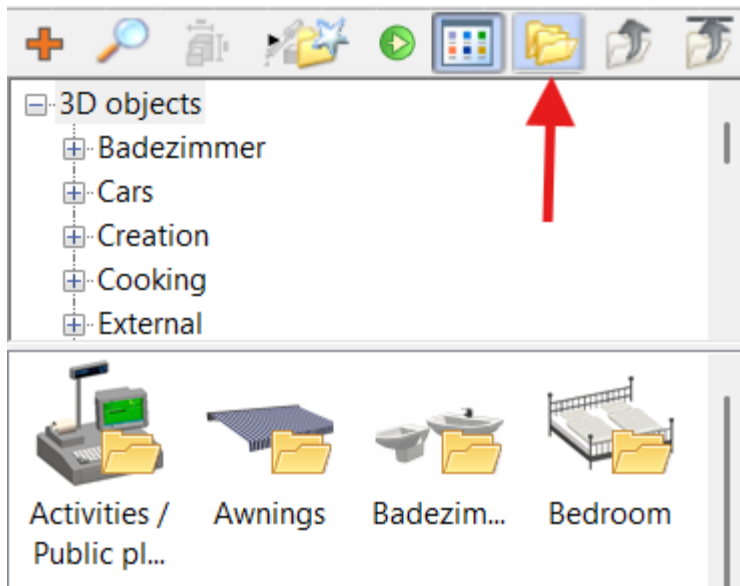 3D objects
Badezimmer
Cars
Creation
Cooking
External
Activities /
Public pl...
Awnings
Badezim...
Bedroom